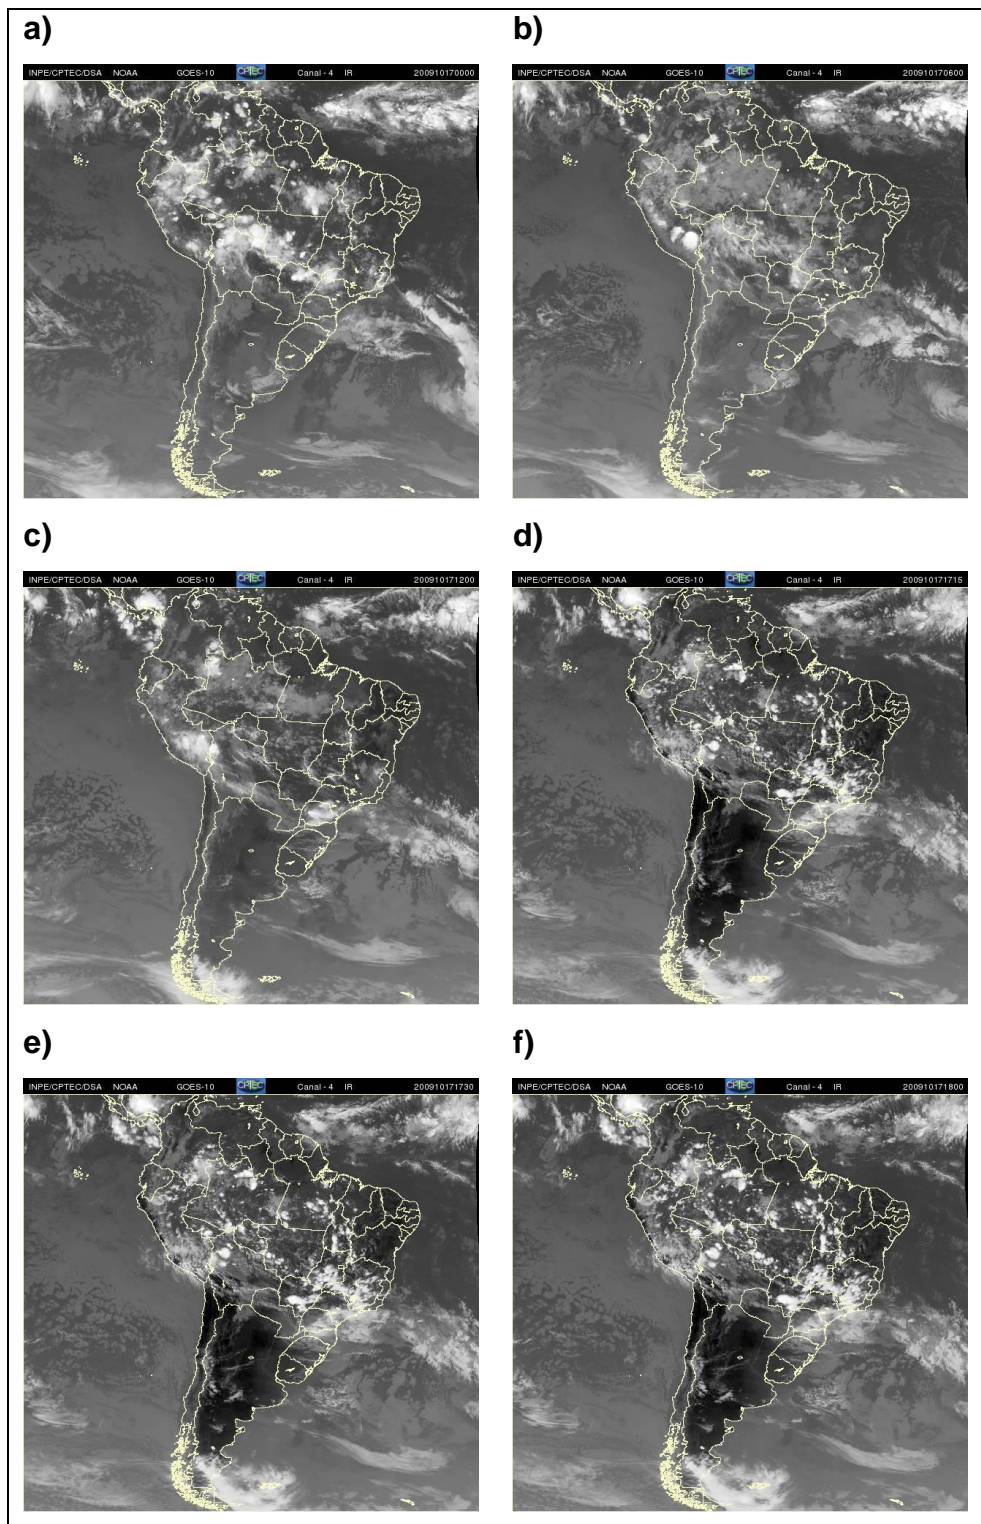 a)
b)
INPE/CPTEC/DSA NOAA GOES-10 CPTEC Canal - 4 IR 200910170000
INPE/CPTEC/DSA NOAA GOES-10 CPTEC Canal - 4 IR 200910170600
c)
d)
INPE/CPTEC/DSA NOAA GOES-10 CPTEC Canal - 4 IR 200910171200
INPE/CPTEC/DSA NOAA GOES-10 CPTEC Canal - 4 IR 200910171715
e)
f)
INPE/CPTEC/DSA NOAA GOES-10 CPTEC Canal - 4 IR 200910171730
INPE/CPTEC/DSA NOAA GOES-10 CPTEC Canal - 4 IR 200910171800